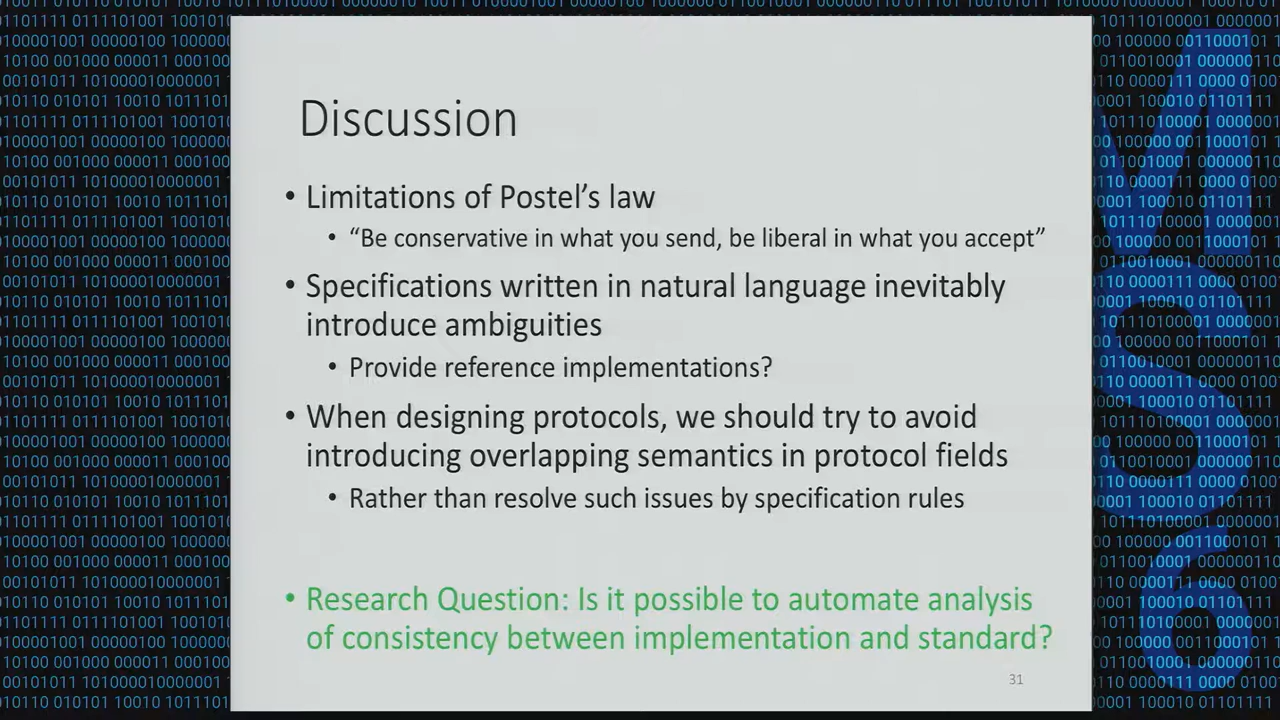 Discussion
• Limitations of Postel's law
• “Be conservative in what you send, be liberal in what you accept”
• Specifications written in natural language inevitably
introduce ambiguities
• Provide reference implementations?
• When designing protocols, we should try to avoid
introducing overlapping semantics in protocol fields
• Rather than resolve such issues by specification rules
• Research Question: Is it possible to automate analysis
of consistency between implementation and standard?
31